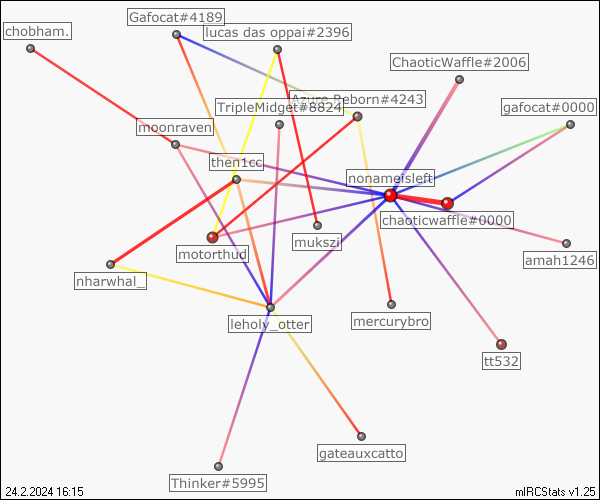 Gafocat#4189
chobham.
lucas das oppai#2396
ChaoticWaffle#2006
Azure Reborn#4243
TripleMidget#8824
gafocat#0000
moonraven
then1cc
nonameisleft
chaoticwaffle#0000
motorthud
mukszi
amah1246
nharwhal_
leholy_otter
mercurybro
tt532
gateauxcatto
Thinker#5995
24.2.2024 16:15
mIRCStats v1.25